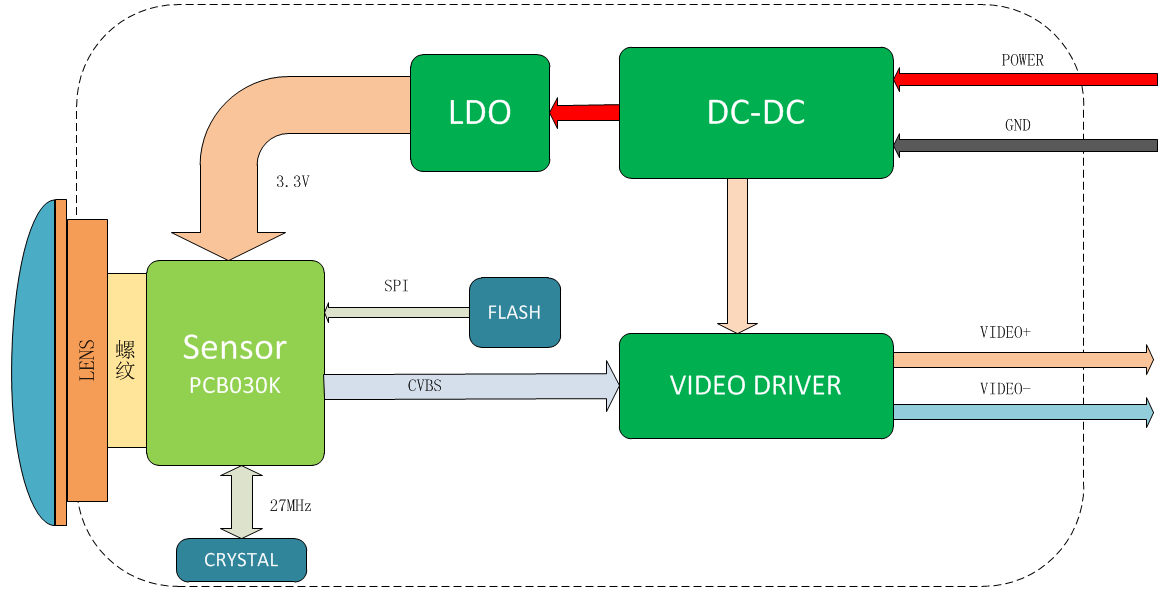 POWER
LDO
DC-DC
GND
3.3V
SPI
FLASH
Sensor
PCB030K
LENS
螺纹
CVBS
VIDEO DRIVER
VIDEO+
VIDEO-
27MHz
CRYSTAL